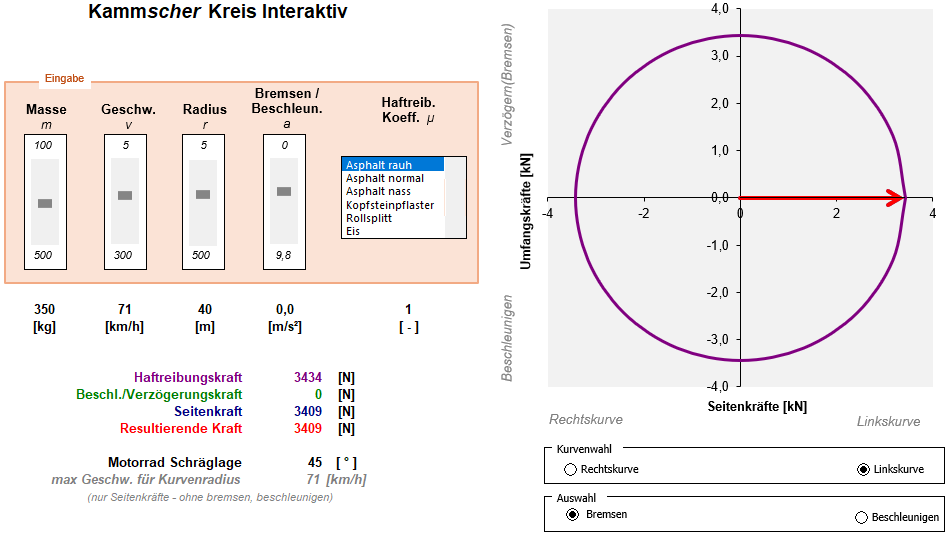 Kammscher Kreis Interaktiv
Eingabe
Masse
m
100
500
Geschw.
v
5
300
Radius
r
5
500
Bremsen /
Beschleun.
a
0
9,8
Haftreib.
Koeff. μ
Asphalt rauh
Asphalt normal
Asphalt nass
Kopfsteinpflaster
Rollsplitt
Eis
350 71 40 0,0 1
[kg] [km/h] [m] [m/s²] [ - ]
Haftreibungskraft 3434 [N]
Beschl./Verzögerungskraft 0 [N]
Seitenkraft 3409 [N]
Resultierende Kraft 3409 [N]
Motorrad Schräglage 45 [ ° ]
max Geschw. für Kurvenradius 71 [km/h]
(nur Seitenkräfte - ohne bremsen, beschleunigen)
Verzögern(Bremsen)
Beschleunigen
Umfangskräfte [kN]
4,0
3,0
2,0
1,0
0,0
-1,0
-2,0
-3,0
-4,0
-4 -2 0 2 4
Seitenkräfte [kN]
Rechtskurve Linkskurve
Kurvenwahl
Rechtskurve Linkskurve
Auswahl
Bremsen Beschleunigen